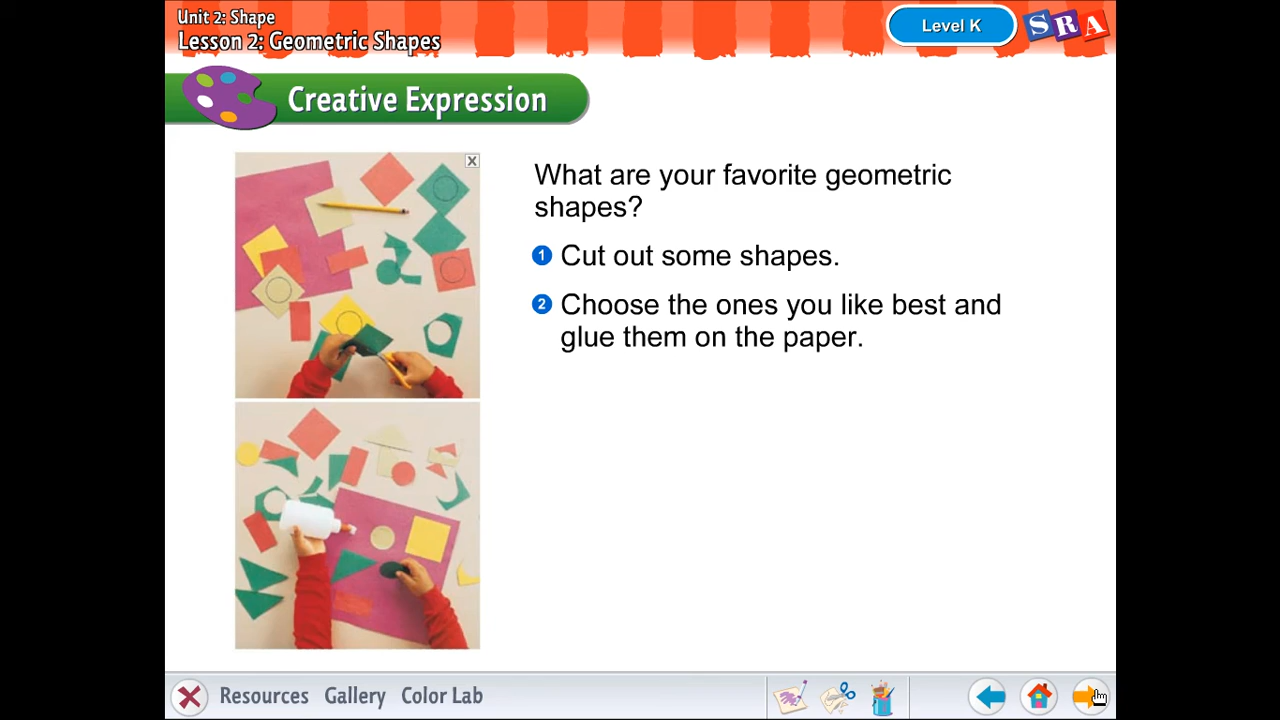 Unit 2: Shape
Lesson 2: Geometric Shapes
Level K
SRA
Creative Expression
X
What are your favorite geometric
shapes?
1 Cut out some shapes.
2 Choose the ones you like best and
glue them on the paper.
Resources Gallery Color Lab